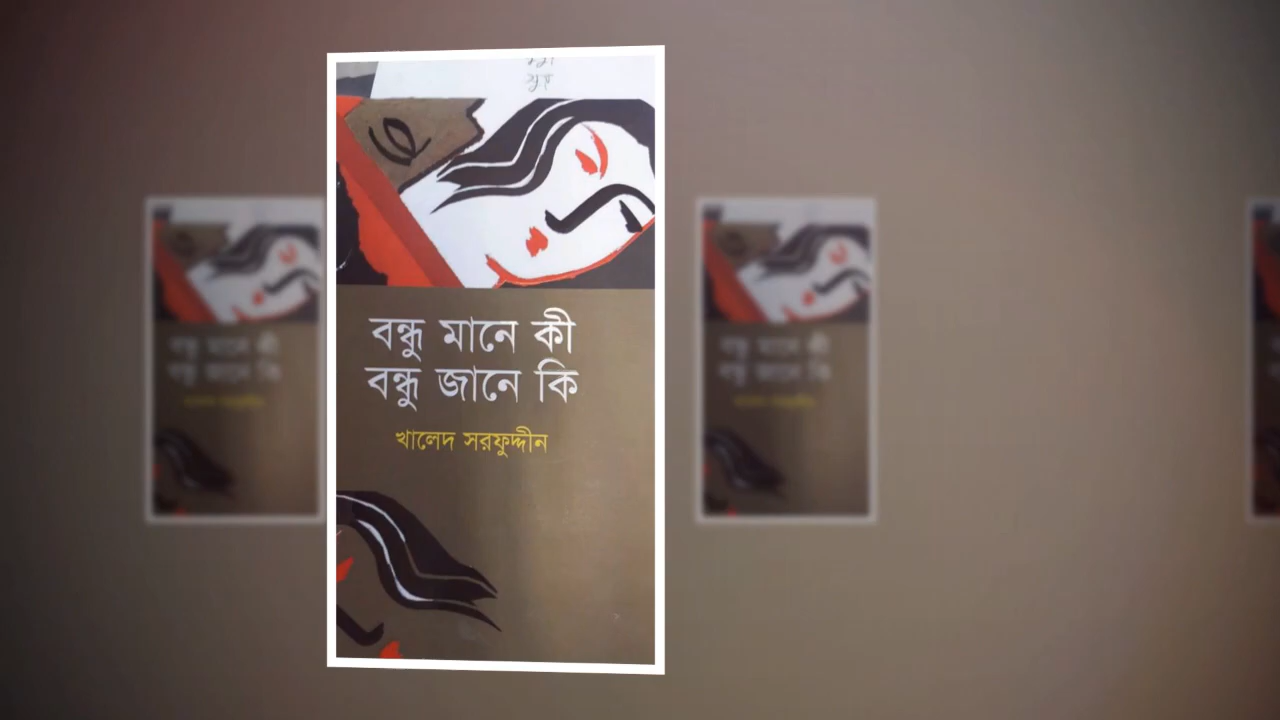 বন্ধু মানে কী
বন্ধু জানে কি
খালেদ সরফুদ্দীন